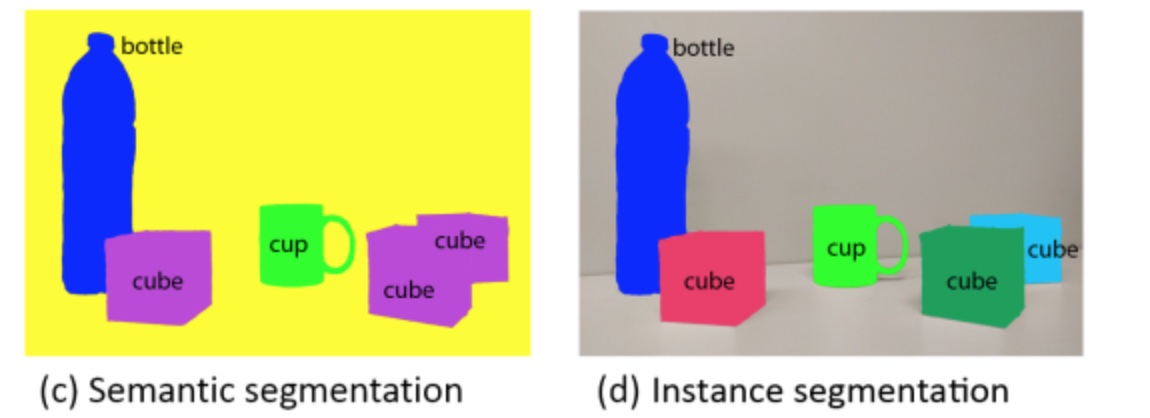 bottle
cube
cup
cube
cube
(c) Semantic segmentation
bottle
cube
cup
cube
cube
(d) Instance segmentation